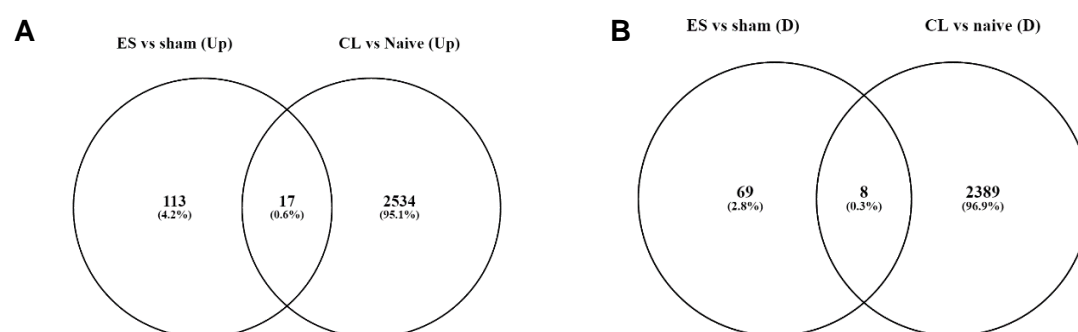 A
ES vs sham (Up)
CL vs Naive (Up)
113
(4.2%)
17
(0.6%)
2534
(95.1%)
B
ES vs sham (D)
CL vs naive (D)
69
(2.8%)
8
(0.3%)
2389
(96.9%)